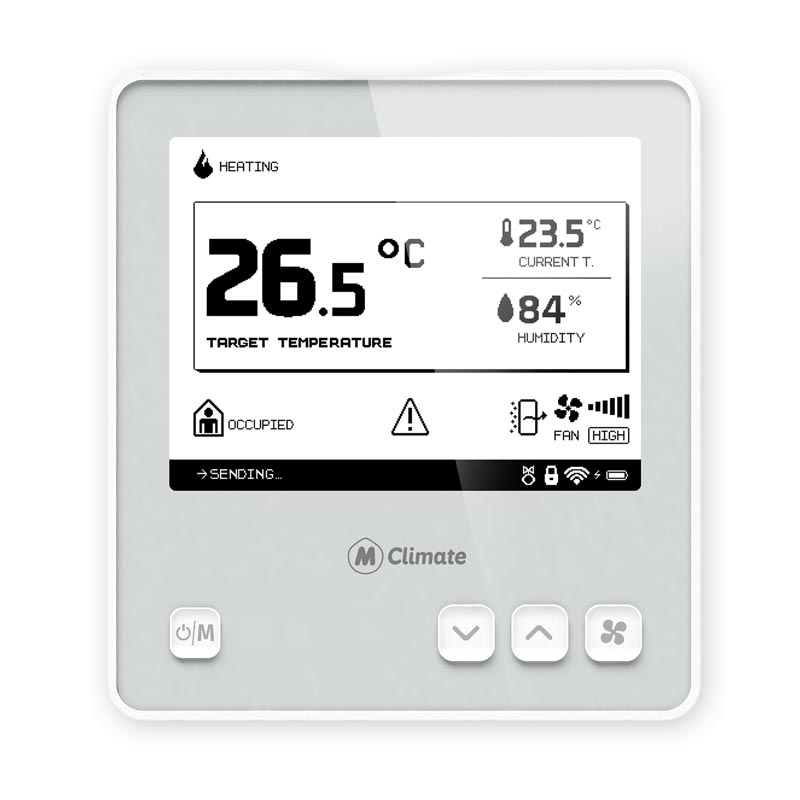 HEATING
26.5 °C
TARGET TEMPERATURE
23.5 °C
CURRENT T.
84 %
HUMIDITY
OCCUPIED
FAN HIGH
→SENDING...
M Climate
M